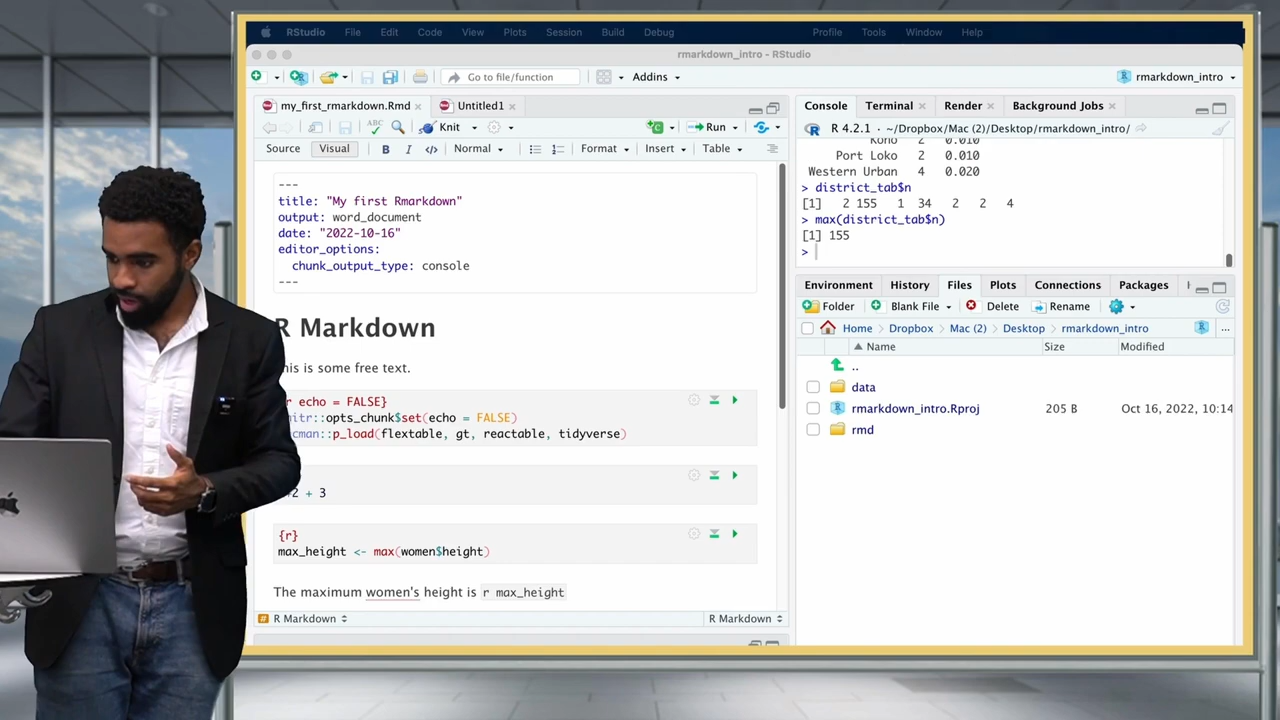 RStudio File Edit Code View Plots Session Build Debug Profile Tools Window Help
rmarkdown_intro - RStudio
Go to file/function Addins rmarkdown_intro
my_first_rmarkdown.Rmd Untitled1
ABC Knit Run
Source Visual B I </> Normal Format Insert Table
---
title: "My first Rmarkdown"
output: word_document
date: "2022-10-16"
editor_options:
chunk_output_type: console
---
R Markdown
is is some free text.
echo = FALSE}
::opts_chunk$set(echo = FALSE)
::p_load(flextable, gt, reactable, tidyverse)
2 + 3
{r}
max_height <- max(women$height)
The maximum women's height is r max_height
# R Markdown R Markdown
Console Terminal Render Background Jobs
R 4.2.1 · ~/Dropbox/Mac (2)/Desktop/rmarkdown_intro/
Kono 2 0.010
Port Loko 2 0.010
Western Urban 4 0.020
> district_tab$n
[1] 2 155 1 34 2 2 4
> max(district_tab$n)
[1] 155
>
Environment History Files Plots Connections Packages
Folder Blank File Delete Rename
Home Dropbox Mac (2) Desktop rmarkdown_intro ...
Name Size Modified
..
data
rmarkdown_intro.Rproj 205 B Oct 16, 2022, 10:14
rmd